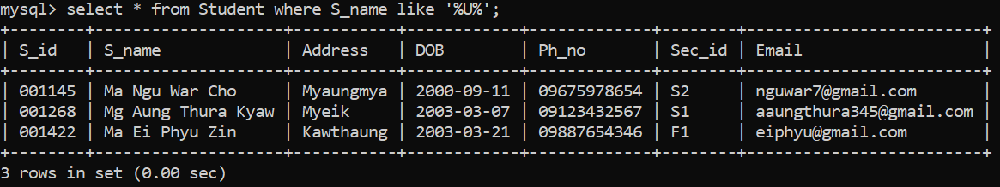 mysql> select * from Student where S_name like '%U%';
+--------+------------------+-----------+------------+-------------+--------+------------------------+
| S_id   | S_name           | Address   | DOB        | Ph_no       | Sec_id | Email                  |
+--------+------------------+-----------+------------+-------------+--------+------------------------+
| 001145 | Ma Ngu War Cho   | Myaungmya | 2000-09-11 | 09675978654 | S2     | nguwar7@gmail.com      |
| 001268 | Mg Aung Thura Kyaw | Myeik     | 2003-03-07 | 09123432567 | S1     | aaungthura345@gmail.com |
| 001422 | Ma Ei Phyu Zin   | Kawthaung | 2003-03-21 | 09887654346 | F1     | eiphyu@gmail.com       |
+--------+------------------+-----------+------------+-------------+--------+------------------------+
3 rows in set (0.00 sec)